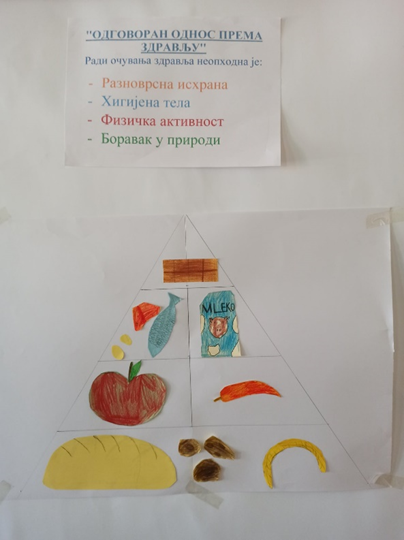 "ОДГОВОРАН ОДНОС ПРЕМА
ЗДРАВЉУ"
Ради очувања здравља неопходна је:
- Разноврсна исхрана
- Хигијена тела
- Физичка активност
- Боравак у природи
MLEKO